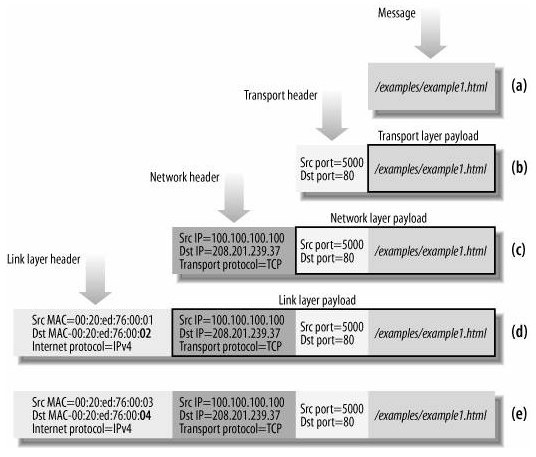 Message
/examples/example1.html
(a)
Transport header
Transport layer payload
Src port=5000
Dst port=80
/examples/example1.html
(b)
Network header
Network layer payload
Src IP=100.100.100.100
Dst IP=208.201.239.37
Transport protocol=TCP
Src port=5000
Dst port=80
/examples/example1.html
(c)
Link layer header
Link layer payload
Src MAC=00:20:ed:76:00:01
Dst MAC-00:20:ed:76:00:02
Internet protocol=IPv4
Src IP=100.100.100.100
Dst IP=208.201.239.37
Transport protocol=TCP
Src port=5000
Dst port=80
/examples/example1.html
(d)
Src MAC=00:20:ed:76:00:03
Dst MAC-00:20:ed:76:00:04
Internet protocol=IPv4
Src IP=100.100.100.100
Dst IP=208.201.239.37
Transport protocol=TCP
Src port=5000
Dst port=80
/examples/example1.html
(e)